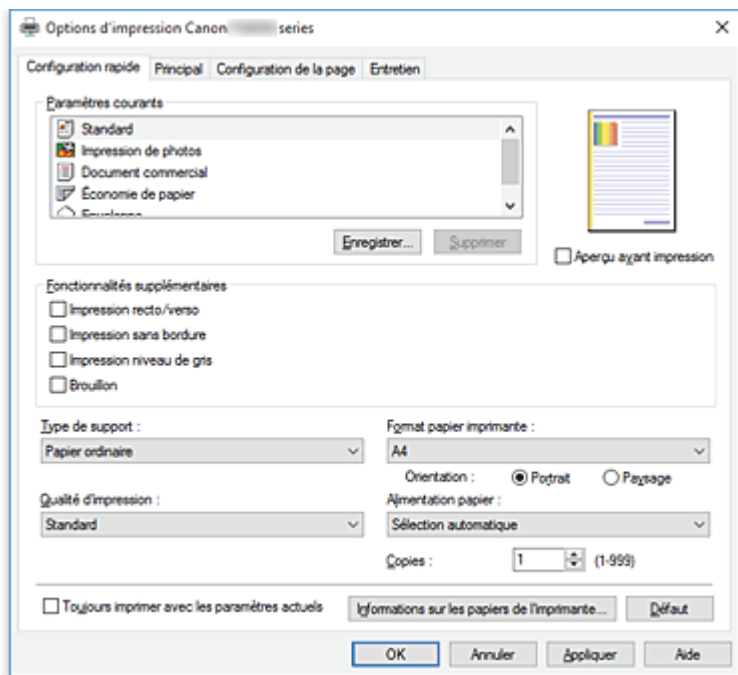 Options d'impression Canon series
Configuration rapide Principal Configuration de la page Entretien
Paramètres courants
Standard
Impression de photos
Document commercial
Économie de papier
Enregistrer... Supprimer
Aperçu avant impression
Fonctionnalités supplémentaires
Impression recto/verso
Impression sans bordure
Impression niveau de gris
Brouillon
Type de support : Format papier imprimante :
Papier ordinaire A4
Orientation : Portrait Paysage
Qualité d'impression : Alimentation papier :
Standard Sélection automatique
Copies : 1 (1-999)
Toujours imprimer avec les paramètres actuels Informations sur les papiers de l'imprimante... Défaut
OK Annuler Appliquer Aide